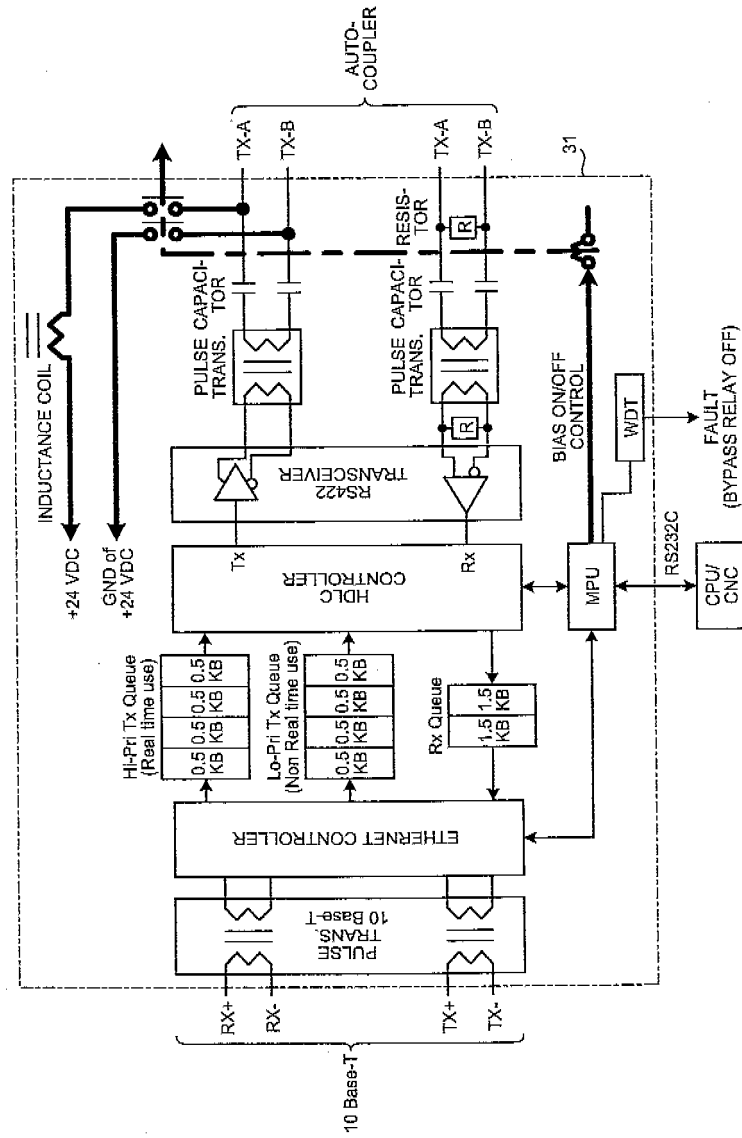 INDUCTANCE COIL
+24 VDC
GND of
+24 VDC
AUTO-
COUPLER
TX-A
TX-B
TX-A
TX-B
31
PULSE
TRANS.
CAPACI-
TOR
PULSE
TRANS.
CAPACI-
TOR
RESIS-
TOR
R
R
RS422
TRANSCEIVER
Tx
Rx
HDLC
CONTROLLER
Hi-Pri Tx Queue
(Real time use)
0.5
KB
0.5
KB
0.5
KB
0.5
KB
Lo-Pri Tx Queue
(Non Real time use)
0.5
KB
0.5
KB
0.5
KB
0.5
KB
Rx Queue
1.5
KB
1.5
KB
ETHERNET CONTROLLER
PULSE
TRANS.
10 Base-T
RX+
RX-
TX+
TX-
10 Base-T
MPU
BIAS ON/OFF
CONTROL
WDT
FAULT
(BYPASS RELAY OFF)
RS232C
CPU/
CNC